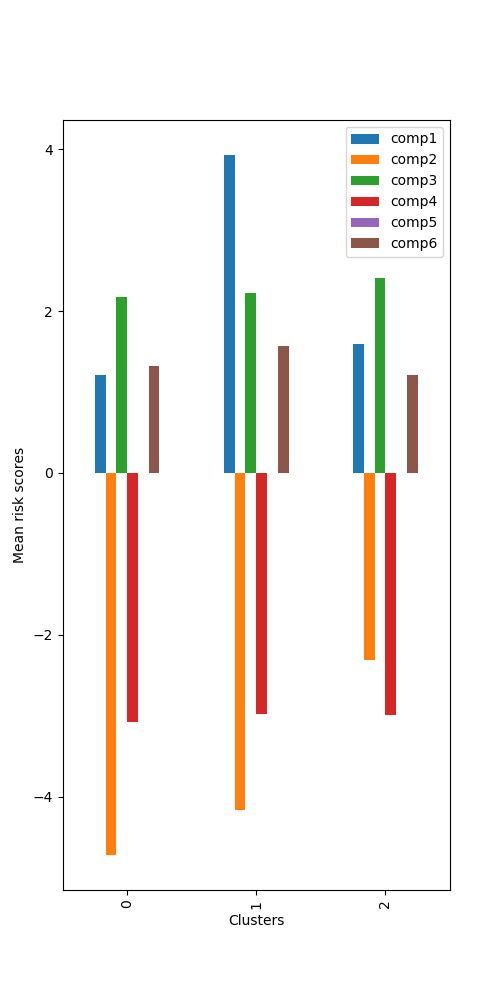 comp1
comp2
comp3
comp4
comp5
comp6
4
2
0
−2
−4
Mean risk scores
0
1
2
Clusters